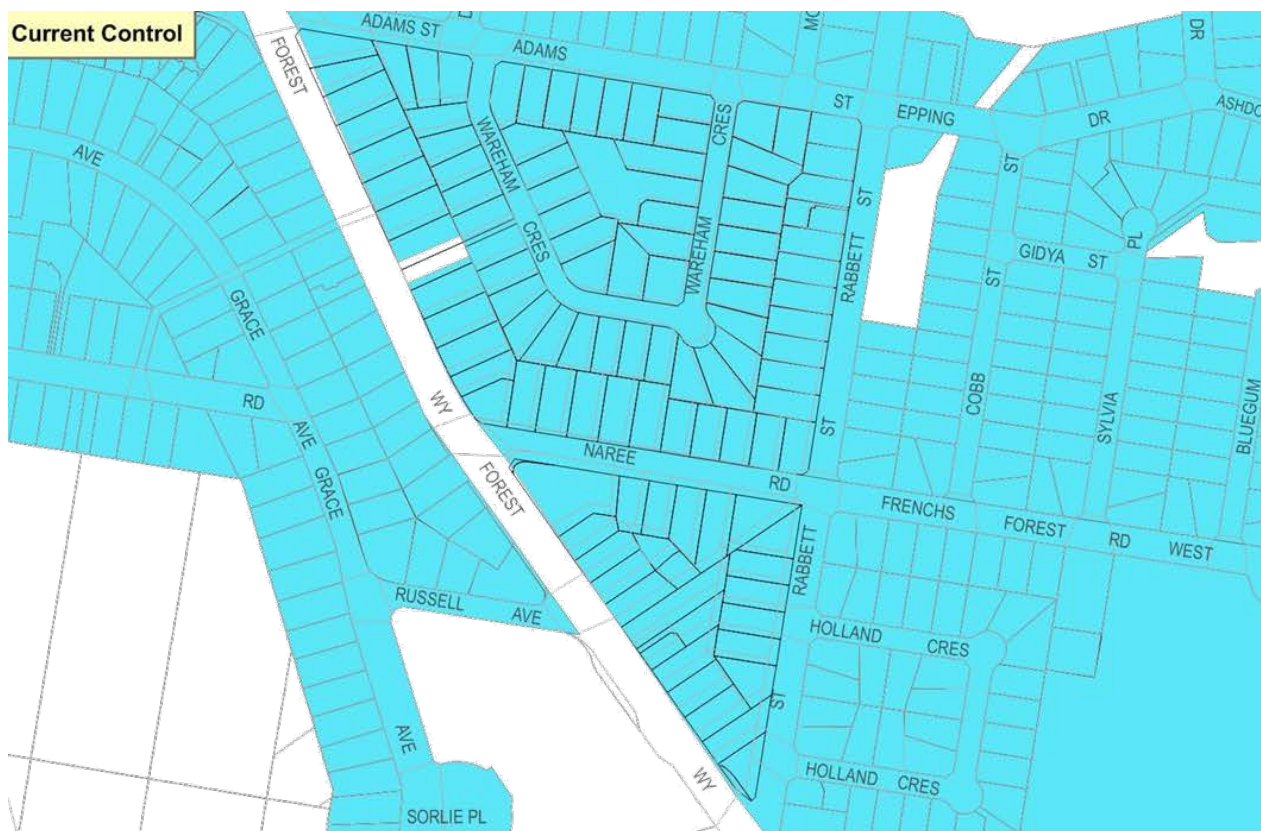 Current Control
FOREST
ADAMS ST
ADAMS
ST
EPPING
DR
DR
ASHDO
AVE
WAREHAM
CRES
CRES
WAREHAM
ST
RABBETT
ST
ST
GIDYA ST
PL
GRACE
RD
AVE
GRACE
WY
FOREST
NAREE
RD
ST
COBB
SYLVIA
BLUEGUM
FRENCHS
FOREST
RD
WEST
RABBETT
RUSSELL
AVE
HOLLAND
CRES
ST
AVE
WY
HOLLAND
CRES
SORLIE PL